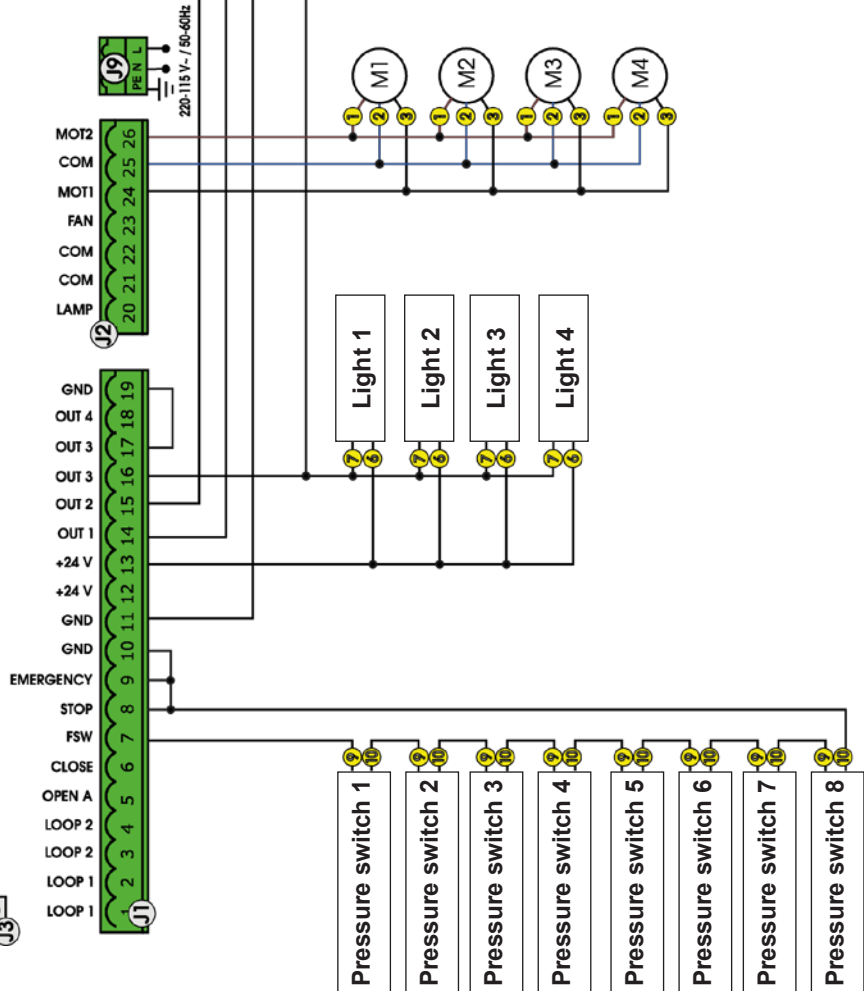 J9
PE N L
220-115 V~ / 50-60Hz
M1
M2
M3
M4
1 2 3
1 2 3
1 2 3
1 2 3
MOT2 26
COM 25
MOT1 24
FAN 23
COM 22
COM 21
LAMP 20
J2
Light 1
Light 2
Light 3
Light 4
7 6
7 6
7 6
7 6
GND 19
OUT 4 18
OUT 3 17
OUT 3 16
OUT 2 15
OUT 1 14
+24 V 13
+24 V 12
GND 11
GND 10
EMERGENCY 9
STOP 8
FSW 7
CLOSE 6
OPEN A 5
LOOP 2 4
LOOP 2 3
LOOP 1 2
LOOP 1 1
J1
J3
9 10
9 10
9 10
9 10
9 10
9 10
9 10
9 10
Pressure switch 1
Pressure switch 2
Pressure switch 3
Pressure switch 4
Pressure switch 5
Pressure switch 6
Pressure switch 7
Pressure switch 8